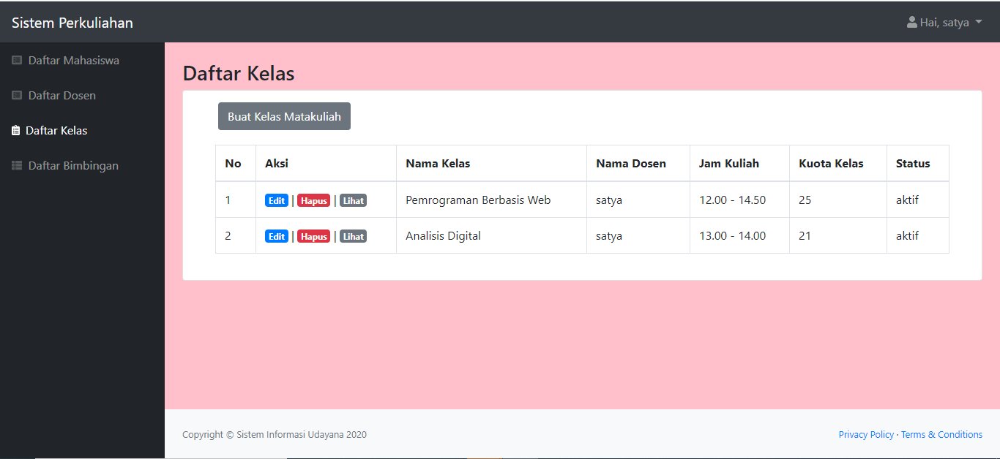 Sistem Perkuliahan
Hai, satya
Daftar Mahasiswa
Daftar Dosen
Daftar Kelas
Daftar Bimbingan
Daftar Kelas
Buat Kelas Matakuliah
No Aksi Nama Kelas Nama Dosen Jam Kuliah Kuota Kelas Status
1 Edit | Hapus | Lihat Pemrograman Berbasis Web satya 12.00 - 14.50 25 aktif
2 Edit | Hapus | Lihat Analisis Digital satya 13.00 - 14.00 21 aktif
Copyright © Sistem Informasi Udayana 2020
Privacy Policy · Terms & Conditions